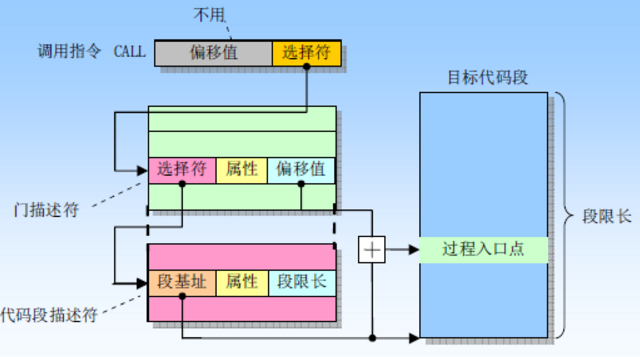 不用
调用指令 CALL 偏移值 选择符
目标代码段
选择符 属性 偏移值
门描述符
段限长
过程入口点
段基址 属性 段限长
代码段描述符